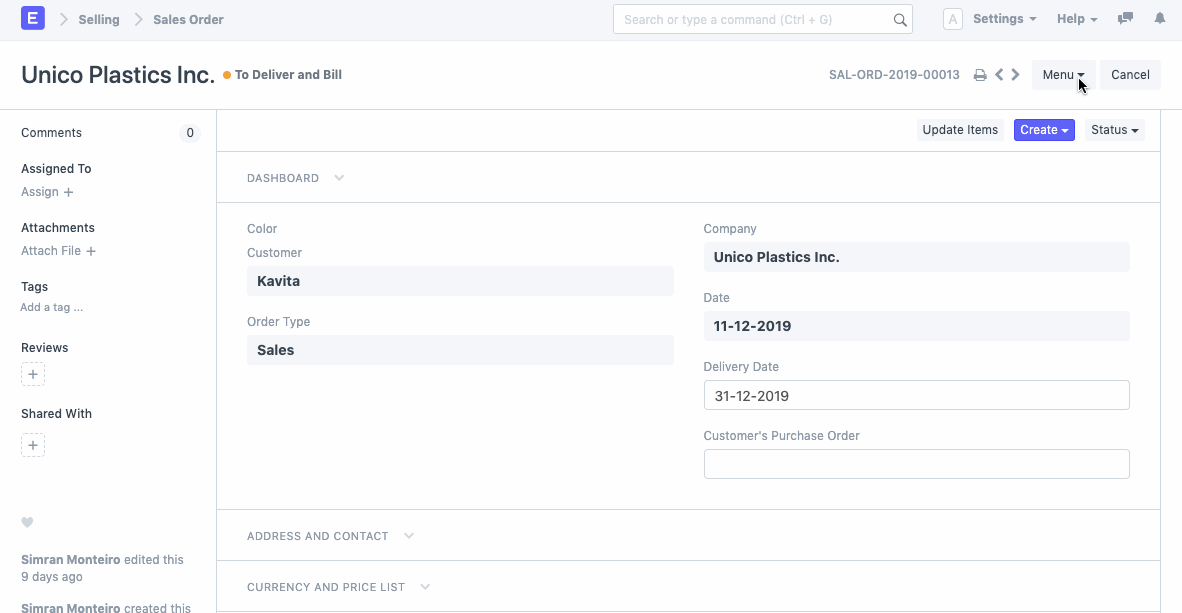 E Selling Sales Order Search or type a command (Ctrl + G) A Settings Help
Unico Plastics Inc. To Deliver and Bill SAL-ORD-2019-00013 Menu Cancel
Comments 0
Assigned To
Assign +
Attachments
Attach File +
Tags
Add a tag ...
Reviews
+
Shared With
+
Simran Monteiro edited this
9 days ago
Simran Monteiro created this
Update Items Create Status
DASHBOARD
Color
Customer
Kavita
Order Type
Sales
Company
Unico Plastics Inc.
Date
11-12-2019
Delivery Date
31-12-2019
Customer's Purchase Order
ADDRESS AND CONTACT
CURRENCY AND PRICE LIST